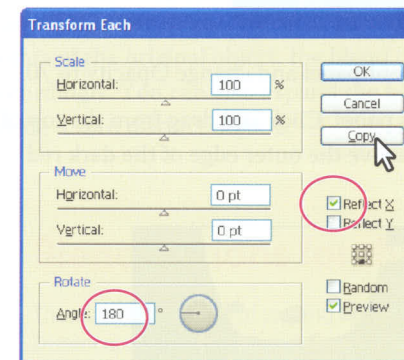 Transform Each
Scale
Horizontal:
100
%
Vertical:
100
%
Move
Horizontal:
0 pt
Vertical:
0 pt
Rotate
Angle:
180
°
OK
Cancel
Copy
Reflect X
Reflect Y
Random
Preview